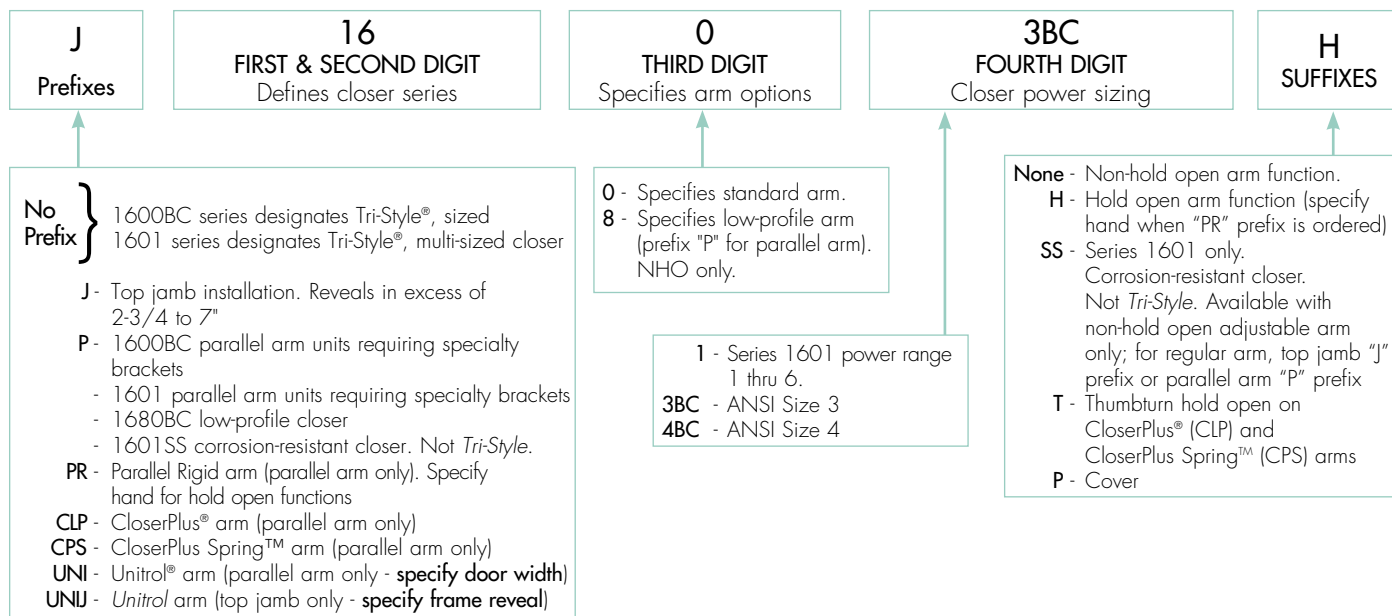 J
Prefixes
16
FIRST & SECOND DIGIT
Defines closer series
0
THIRD DIGIT
Specifies arm options
3BC
FOURTH DIGIT
Closer power sizing
H
SUFFIXES
No
Prefix }
1600BC series designates Tri-Style®, sized
1601 series designates Tri-Style®, multi-sized closer
J - Top jamb installation. Reveals in excess of
2-3/4 to 7"
P - 1600BC parallel arm units requiring specialty
brackets
- 1601 parallel arm units requiring specialty brackets
- 1680BC low-profile closer
- 1601SS corrosion-resistant closer. Not Tri-Style.
PR - Parallel Rigid arm (parallel arm only). Specify
hand for hold open functions
CLP - CloserPlus® arm (parallel arm only)
CPS - CloserPlus Spring™ arm (parallel arm only)
UNI - Unitrol® arm (parallel arm only - specify door width)
UNIJ - Unitrol arm (top jamb only - specify frame reveal)
0 - Specifies standard arm.
8 - Specifies low-profile arm
(prefix "P" for parallel arm).
NHO only.
1 - Series 1601 power range
1 thru 6.
3BC - ANSI Size 3
4BC - ANSI Size 4
None - Non-hold open arm function.
H - Hold open arm function (specify
hand when “PR” prefix is ordered)
SS - Series 1601 only.
Corrosion-resistant closer.
Not Tri-Style. Available with
non-hold open adjustable arm
only; for regular arm, top jamb “J”
prefix or parallel arm “P” prefix
T - Thumbturn hold open on
CloserPlus® (CLP) and
CloserPlus Spring™ (CPS) arms
P - Cover